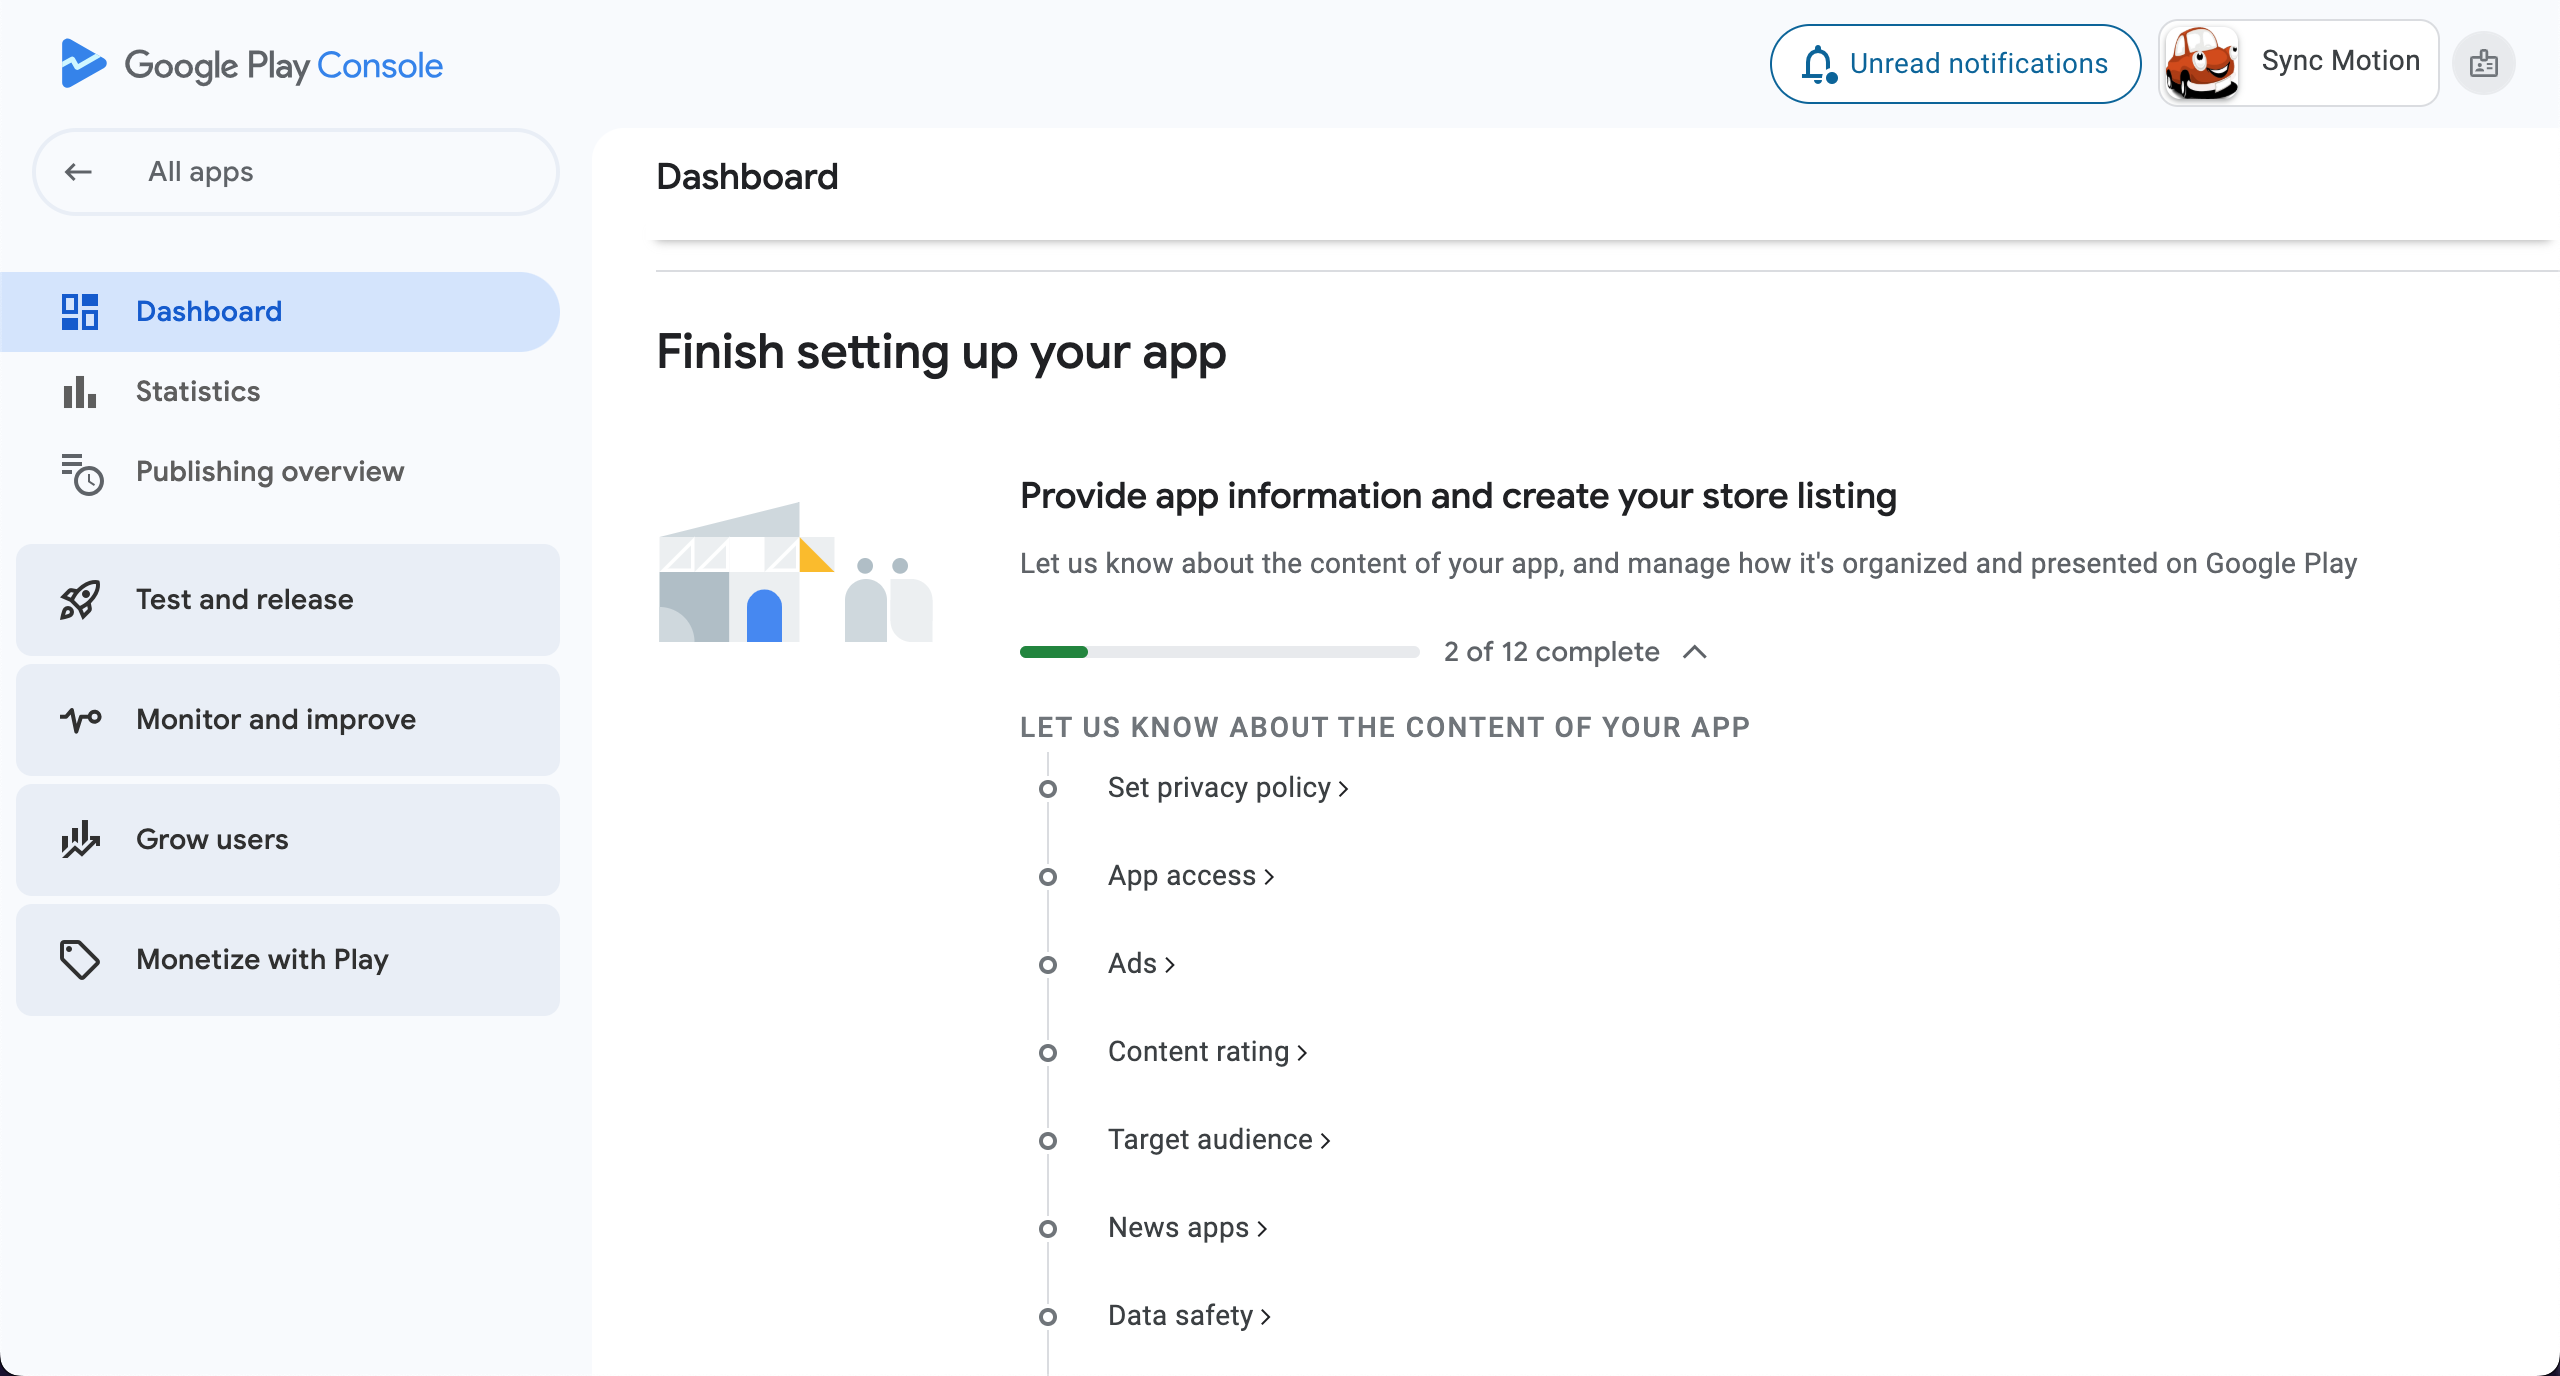 Google Play Console
Unread notifications
Sync Motion
All apps
Dashboard
Statistics
Publishing overview
Test and release
Monitor and improve
Grow users
Monetize with Play
Dashboard
Finish setting up your app
Provide app information and create your store listing
Let us know about the content of your app, and manage how it's organized and presented on Google Play
2 of 12 complete
LET US KNOW ABOUT THE CONTENT OF YOUR APP
Set privacy policy
App access
Ads
Content rating
Target audience
News apps
Data safety